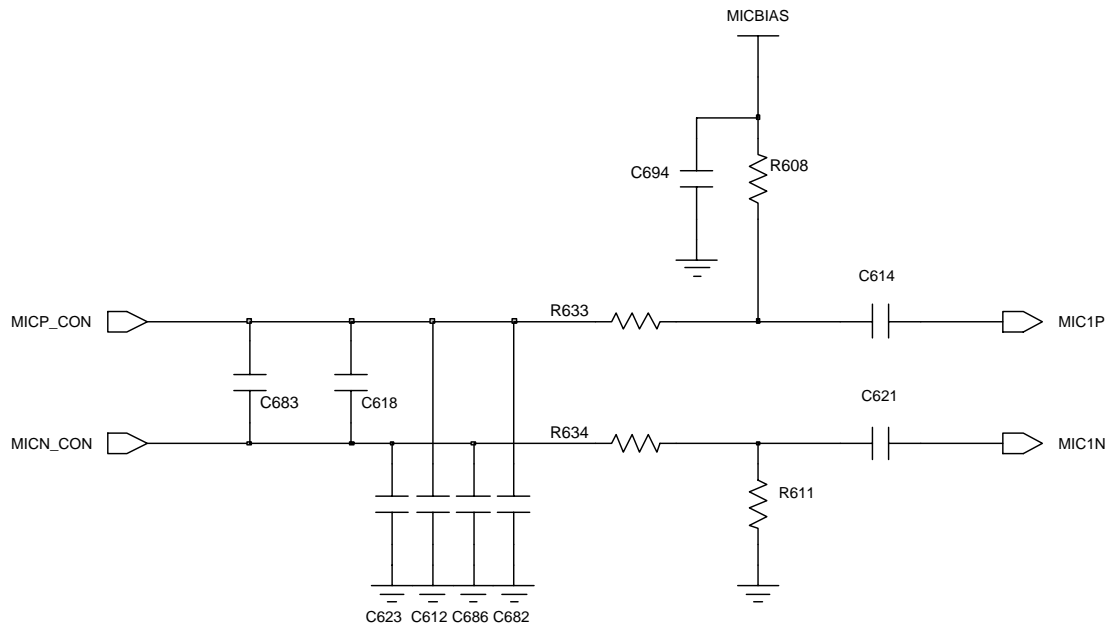 MICBIAS
C694
R608
C614
MICP_CON
R633
MIC1P
C683
C618
C621
MICN_CON
R634
MIC1N
R611
C623
C612
C686
C682